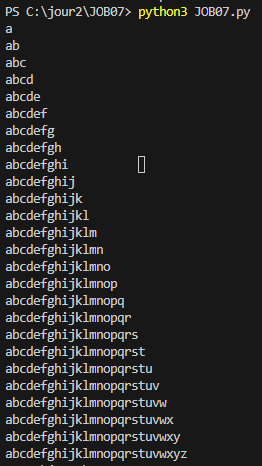 PS C:\jour2\JOB07> python3 JOB07.py
a
ab
abc
abcd
abcde
abcdef
abcdefg
abcdefgh
abcdefghi
abcdefghij
abcdefghijk
abcdefghijkl
abcdefghijklm
abcdefghijklmn
abcdefghijklmno
abcdefghijklmnop
abcdefghijklmnopq
abcdefghijklmnopqr
abcdefghijklmnopqrs
abcdefghijklmnopqrst
abcdefghijklmnopqrstu
abcdefghijklmnopqrstuv
abcdefghijklmnopqrstuvw
abcdefghijklmnopqrstuvwx
abcdefghijklmnopqrstuvwxy
abcdefghijklmnopqrstuvwxyz